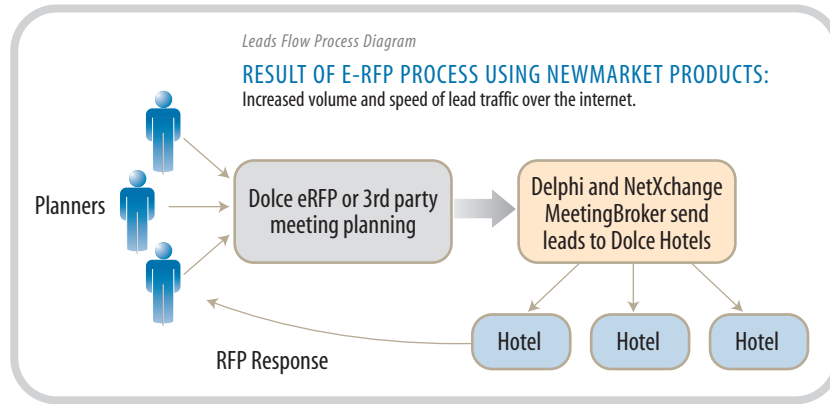 Leads Flow Process Diagram
RESULT OF E-RFP PROCESS USING NEWMARKET PRODUCTS:
Increased volume and speed of lead traffic over the internet.
Planners
Dolce eRFP or 3rd party
meeting planning
Delphi and NetXchange
MeetingBroker send
leads to Dolce Hotels
Hotel
Hotel
Hotel
RFP Response